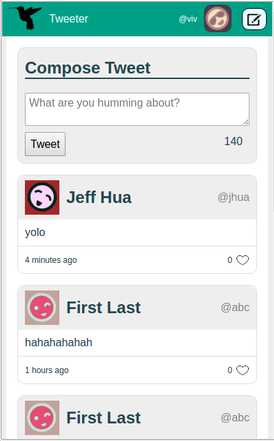 Tweeter
@viv
Compose Tweet
What are you humming about?
Tweet
140
Jeff Hua
@jhua
yolo
4 minutes ago
0
First Last
@abc
hahahahahah
1 hours ago
0
First Last
@abc